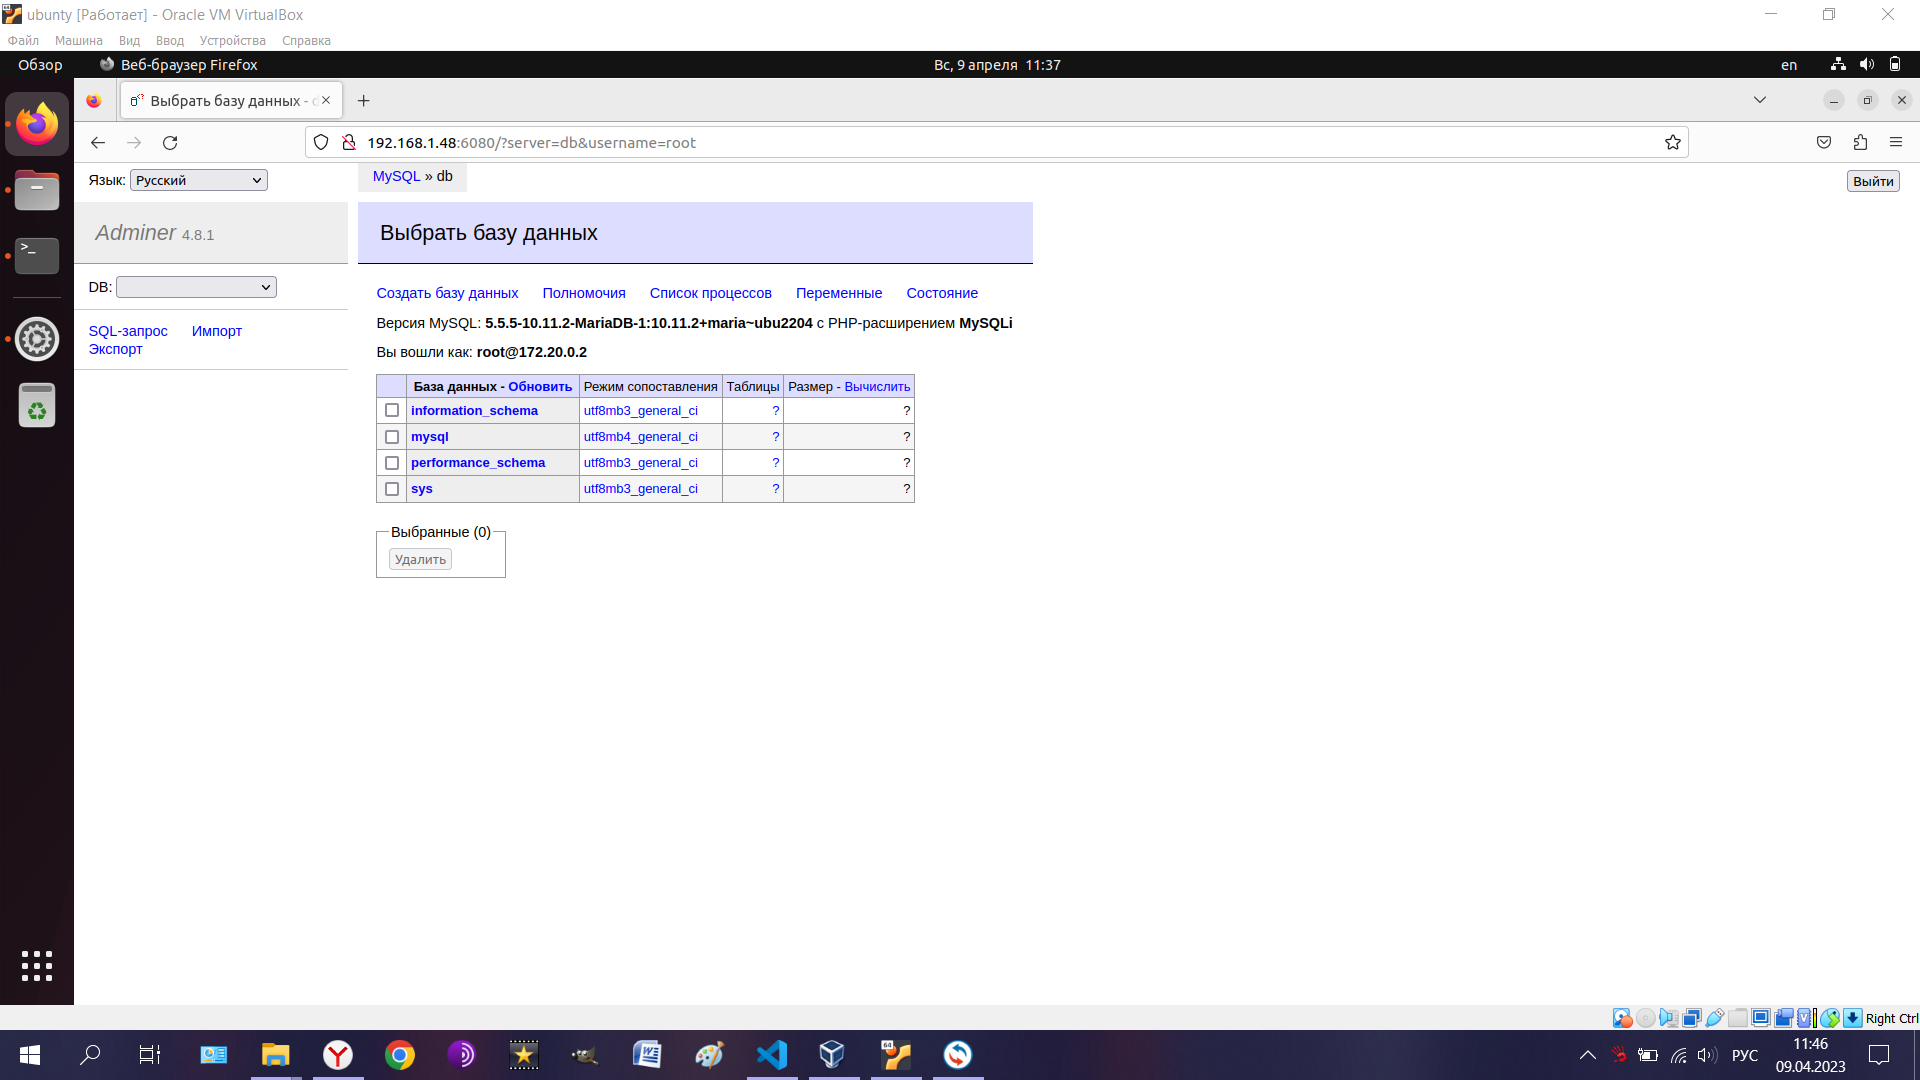 ubunty [Работает] - Oracle VM VirtualBox
Файл Машина Вид Ввод Устройства Справка
Обзор Веб-браузер Firefox Вс, 9 апреля 11:37 en
Выбрать базу данных - d
192.168.1.48:6080/?server=db&username=root
Язык: Русский MySQL » db Выйти
Adminer 4.8.1 Выбрать базу данных
DB:
Создать базу данных Полномочия Список процессов Переменные Состояние
SQL-запрос Импорт
Экспорт
Версия MySQL: 5.5.5-10.11.2-MariaDB-1:10.11.2+maria~ubu2204 с PHP-расширением MySQLi
Вы вошли как: root@172.20.0.2
База данных - Обновить Режим сопоставления Таблицы Размер - Вычислить
information_schema utf8mb3_general_ci ? ?
mysql utf8mb4_general_ci ? ?
performance_schema utf8mb3_general_ci ? ?
sys utf8mb3_general_ci ? ?
Выбранные (0)
Удалить
Right Ctrl
64
РУС
11:46
09.04.2023